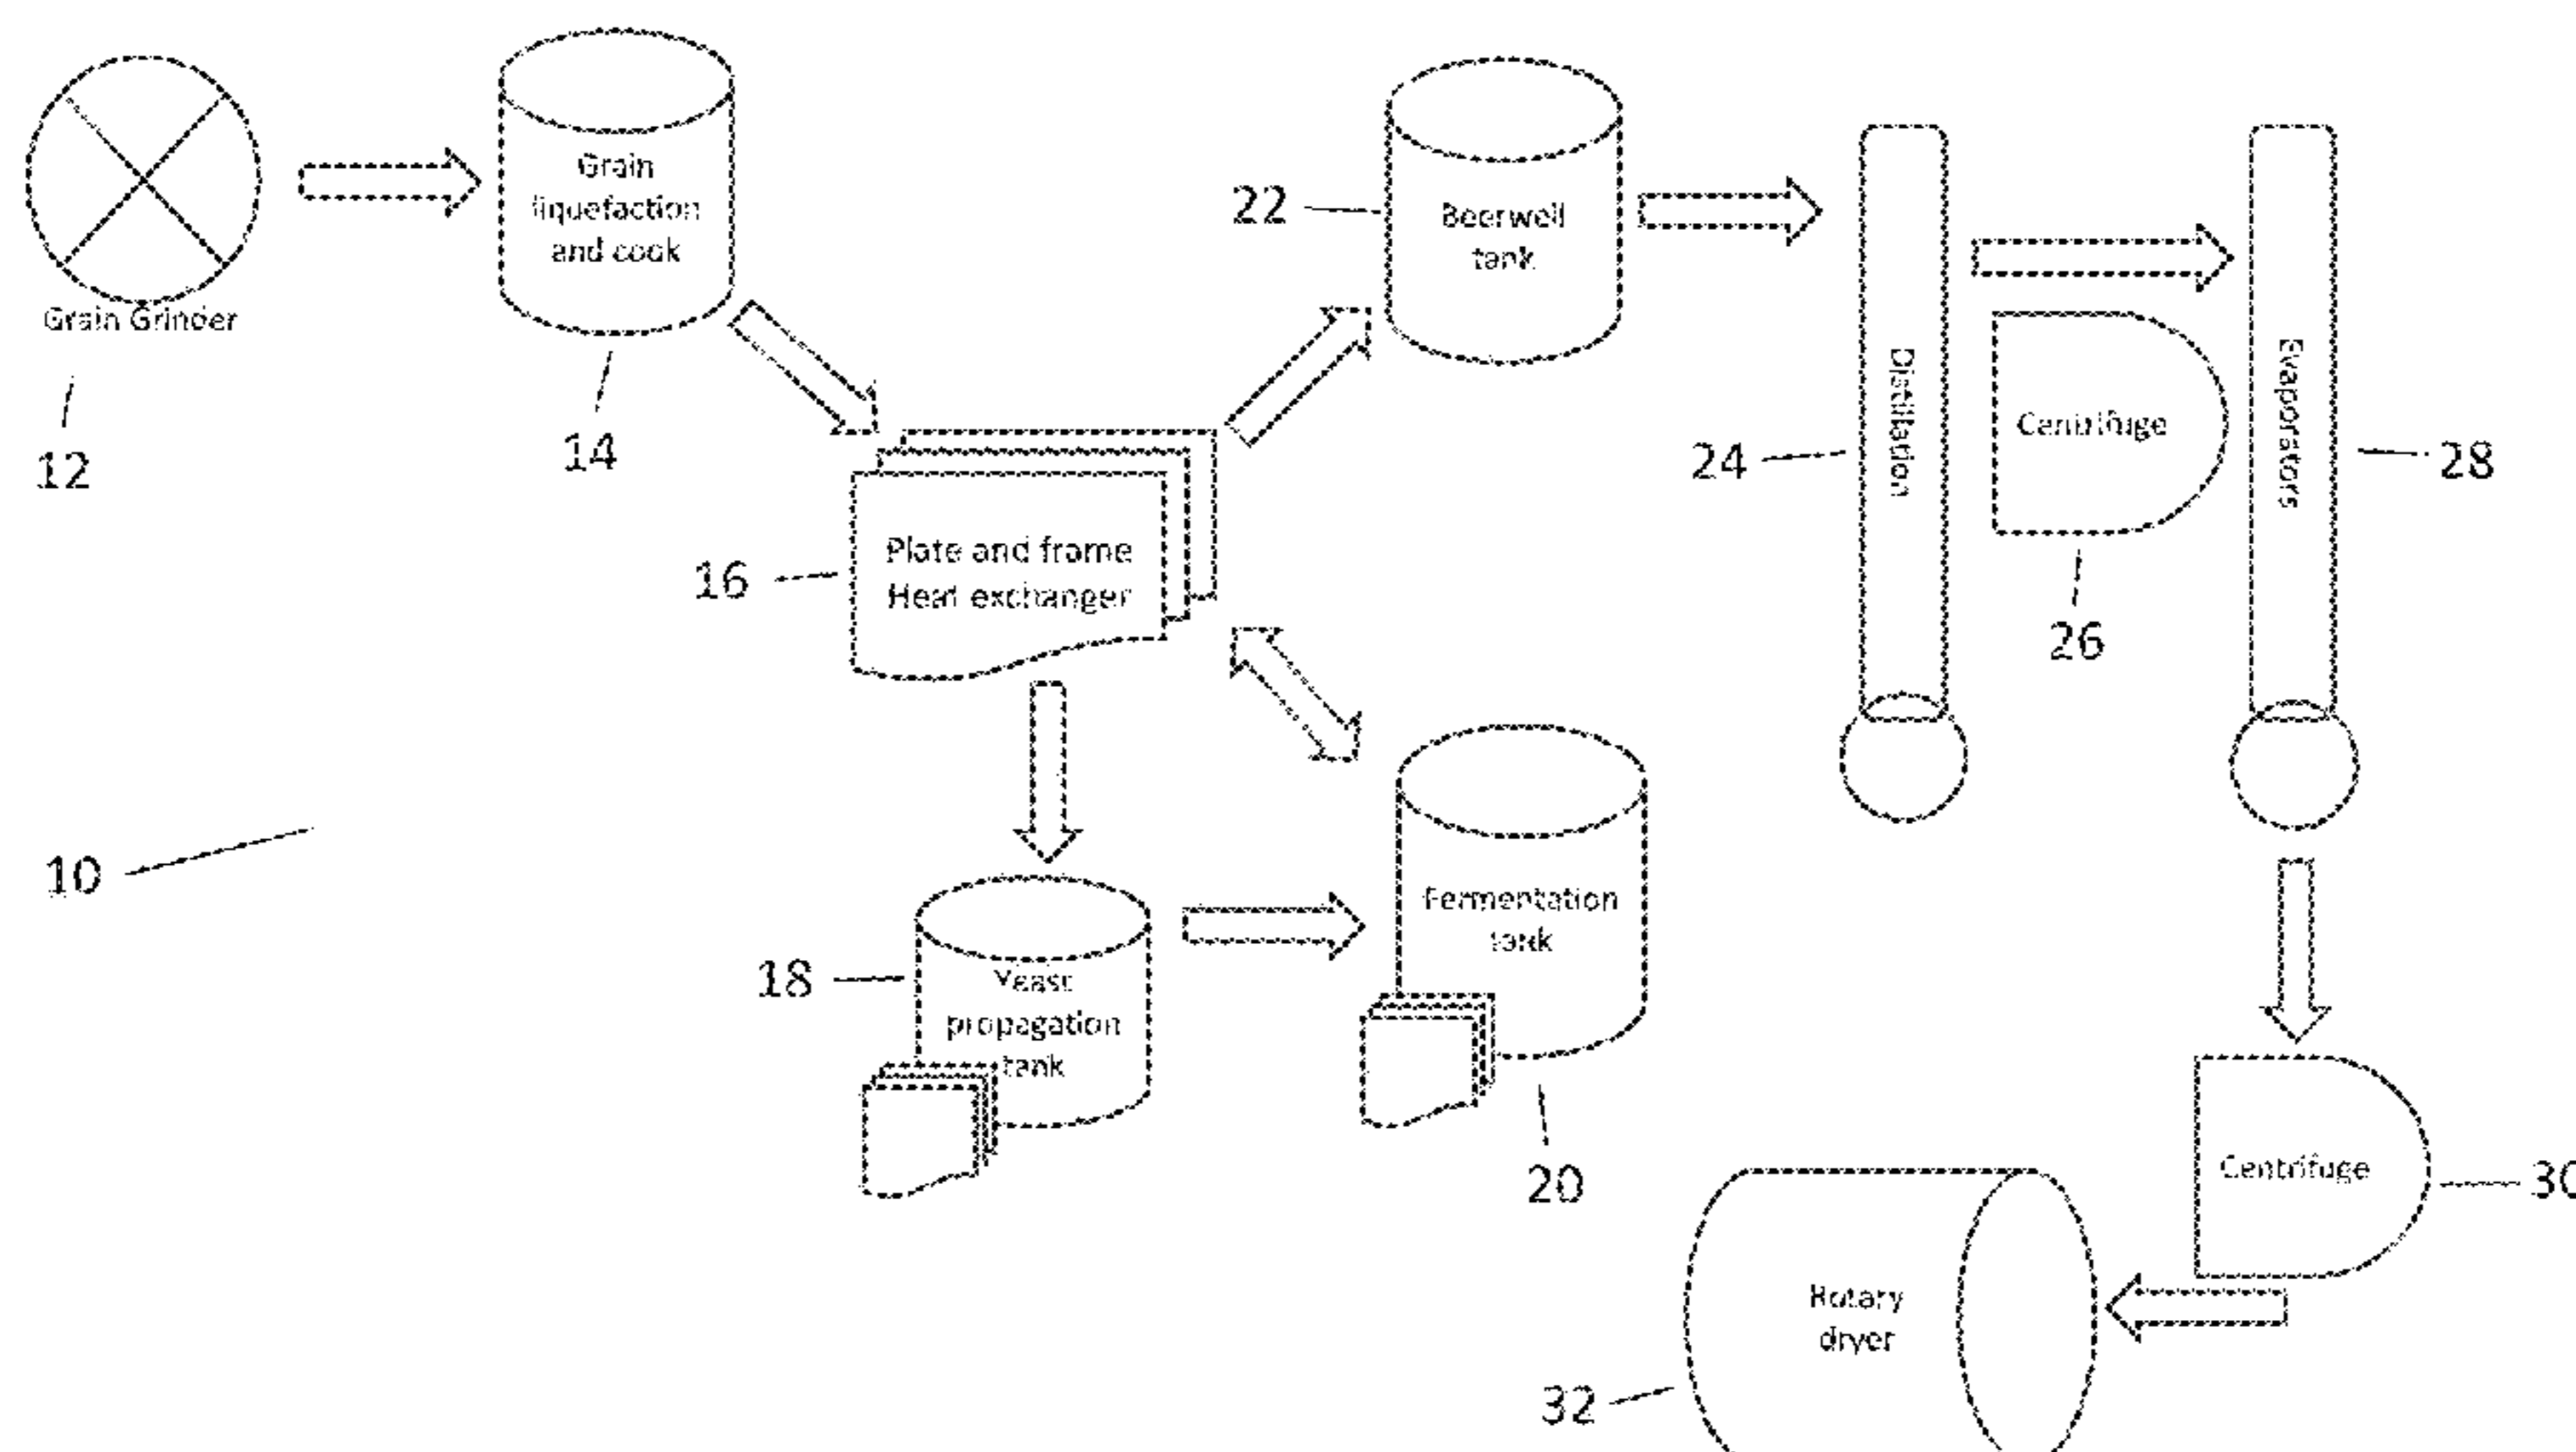 Grain Grinder
12
Grain
liquefaction
and cook
14
Plate and frame
Heat exchanger
16
Yeast
propagation
tank
18
Fermentation
tank
20
Beerwell
tank
22
Distillation
24
Centrifuge
26
Evaporators
28
Centrifuge
30
Rotary
dryer
32
10